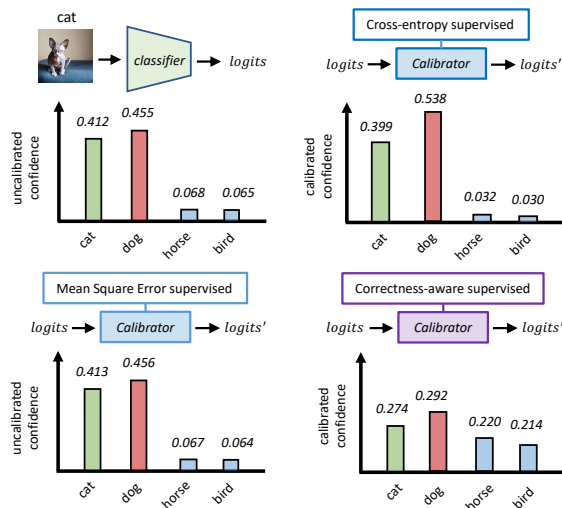 cat
classifier
logits
uncalibrated
confidence
0.412
0.455
0.068
0.065
cat
dog
horse
bird
Cross-entropy supervised
logits
Calibrator
logits'
calibrated
confidence
0.399
0.538
0.032
0.030
cat
dog
horse
bird
Mean Square Error supervised
logits
Calibrator
logits'
uncalibrated
confidence
0.413
0.456
0.067
0.064
cat
dog
horse
bird
Correctness-aware supervised
logits
Calibrator
logits'
calibrated
confidence
0.274
0.292
0.220
0.214
cat
dog
horse
bird